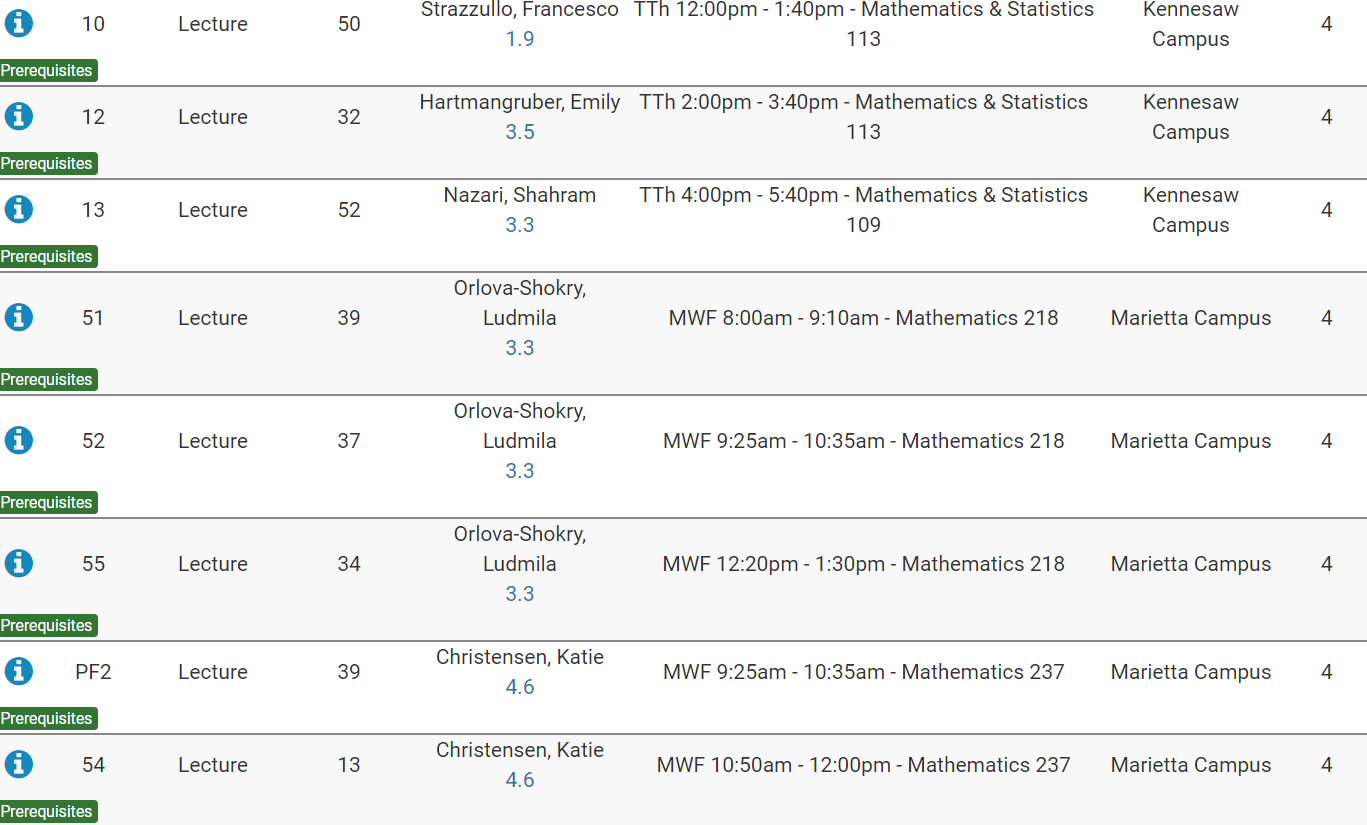 10 Lecture 50 Strazzullo, Francesco TTh 12:00pm - 1:40pm - Mathematics & Statistics Kennesaw 4
1.9 113 Campus
Prerequisites
12 Lecture 32 Hartmangruber, Emily TTh 2:00pm - 3:40pm - Mathematics & Statistics Kennesaw 4
3.5 113 Campus
Prerequisites
13 Lecture 52 Nazari, Shahram TTh 4:00pm - 5:40pm - Mathematics & Statistics Kennesaw 4
3.3 109 Campus
Prerequisites
Orlova-Shokry,
51 Lecture 39 Ludmila MWF 8:00am - 9:10am - Mathematics 218 Marietta Campus 4
3.3
Prerequisites
Orlova-Shokry,
52 Lecture 37 Ludmila MWF 9:25am - 10:35am - Mathematics 218 Marietta Campus 4
3.3
Prerequisites
Orlova-Shokry,
55 Lecture 34 Ludmila MWF 12:20pm - 1:30pm - Mathematics 218 Marietta Campus 4
3.3
Prerequisites
PF2 Lecture 39 Christensen, Katie MWF 9:25am - 10:35am - Mathematics 237 Marietta Campus 4
4.6
Prerequisites
54 Lecture 13 Christensen, Katie MWF 10:50am - 12:00pm - Mathematics 237 Marietta Campus 4
4.6
Prerequisites